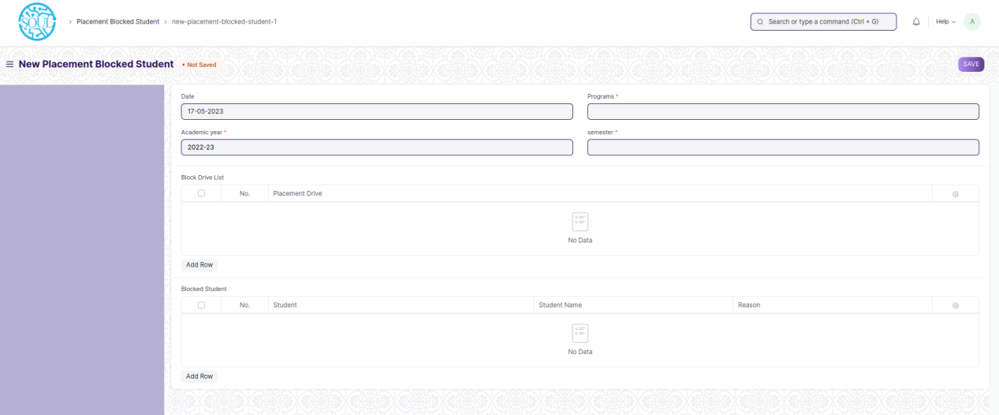 SOUL
> Placement Blocked Student > new-placement-blocked-student-1
Search or type a command (Ctrl + G)
Help
A
New Placement Blocked Student
• Not Saved
SAVE
Date
Programs *
17-05-2023
Academic year *
semester *
2022-23
Block Drive List
No. Placement Drive
No Data
Add Row
Blocked Student
No. Student Student Name Reason
No Data
Add Row